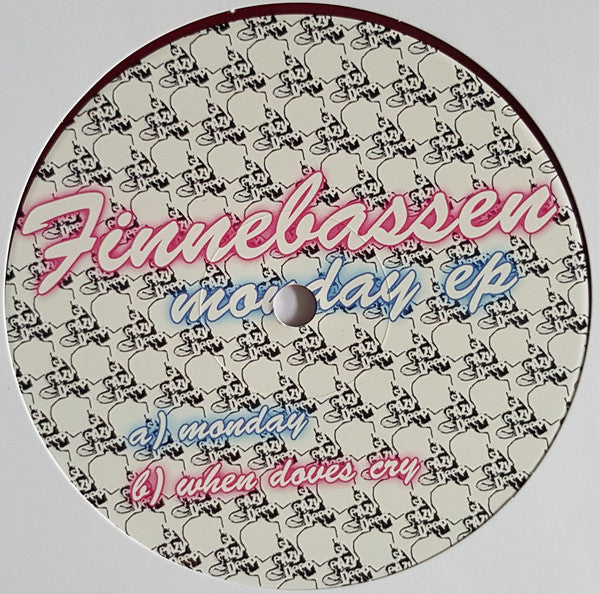 Finnebassen
monday ep
a) monday
b) when doves cry